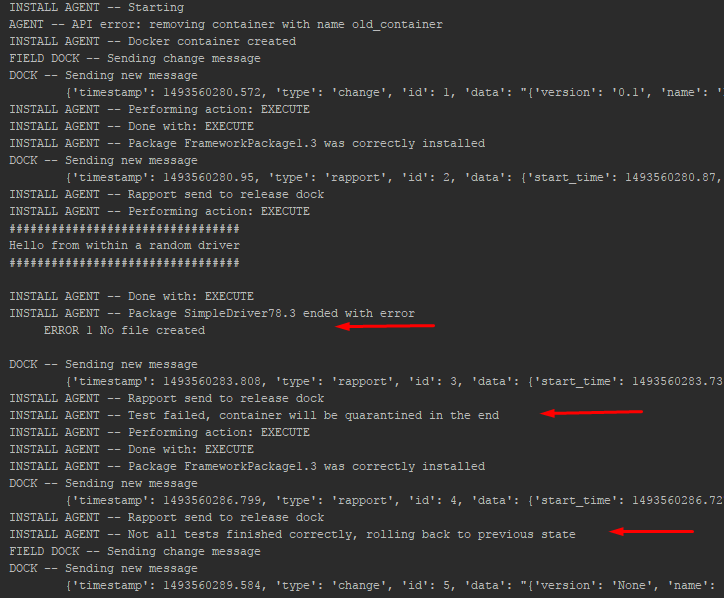 INSTALL AGENT -- Starting
AGENT -- API error: removing container with name old_container
INSTALL AGENT -- Docker container created
FIELD DOCK -- Sending change message
DOCK -- Sending new message
{'timestamp': 1493560280.572, 'type': 'change', 'id': 1, 'data': "{'version': '0.1', 'name': '
INSTALL AGENT -- Performing action: EXECUTE
INSTALL AGENT -- Done with: EXECUTE
INSTALL AGENT -- Package FrameworkPackage1.3 was correctly installed
DOCK -- Sending new message
{'timestamp': 1493560280.95, 'type': 'rapport', 'id': 2, 'data': {'start_time': 1493560280.87,
INSTALL AGENT -- Rapport send to release dock
INSTALL AGENT -- Performing action: EXECUTE
#################################
Hello from within a random driver
#################################
INSTALL AGENT -- Done with: EXECUTE
INSTALL AGENT -- Package SimpleDriver78.3 ended with error
ERROR 1 No file created
DOCK -- Sending new message
{'timestamp': 1493560283.808, 'type': 'rapport', 'id': 3, 'data': {'start_time': 1493560283.73
INSTALL AGENT -- Rapport send to release dock
INSTALL AGENT -- Test failed, container will be quarantined in the end
INSTALL AGENT -- Performing action: EXECUTE
INSTALL AGENT -- Done with: EXECUTE
INSTALL AGENT -- Package FrameworkPackage1.3 was correctly installed
DOCK -- Sending new message
{'timestamp': 1493560286.799, 'type': 'rapport', 'id': 4, 'data': {'start_time': 1493560286.72
INSTALL AGENT -- Rapport send to release dock
INSTALL AGENT -- Not all tests finished correctly, rolling back to previous state
FIELD DOCK -- Sending change message
DOCK -- Sending new message
{'timestamp': 1493560289.584, 'type': 'change', 'id': 5, 'data': "{'version': 'None', 'name':